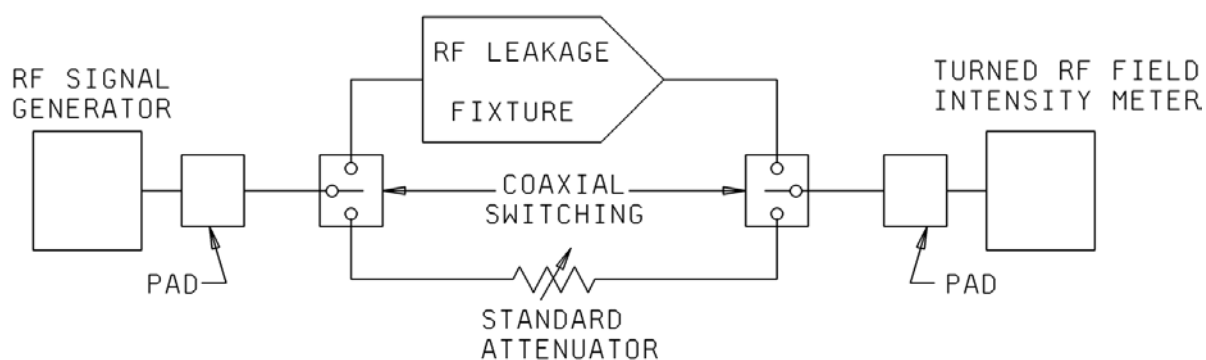 RF LEAKAGE
FIXTURE
RF SIGNAL
GENERATOR
TURNED RF FIELD
INTENSITY METER
COAXIAL
SWITCHING
PAD
PAD
STANDARD
ATTENUATOR